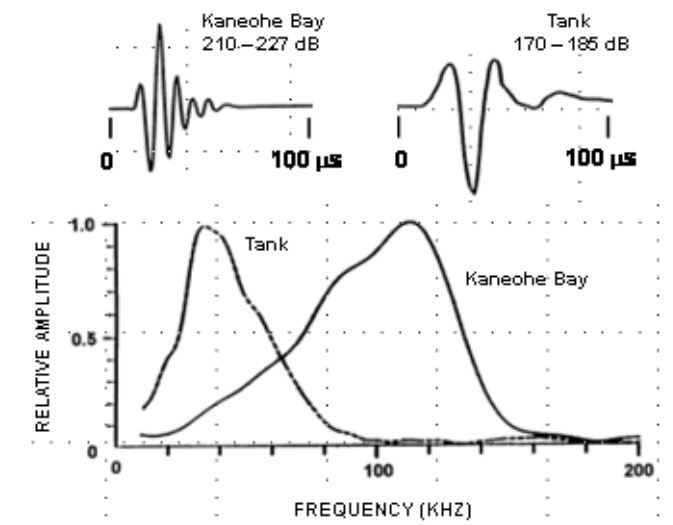 Kaneohe Bay
210–227 dB
Tank
170 – 185 dB
0
100 µs
0
100 µs
1.0
0.5
0
RELATIVE AMPLITUDE
Tank
Kaneohe Bay
0
100
200
FREQUENCY (KHZ)